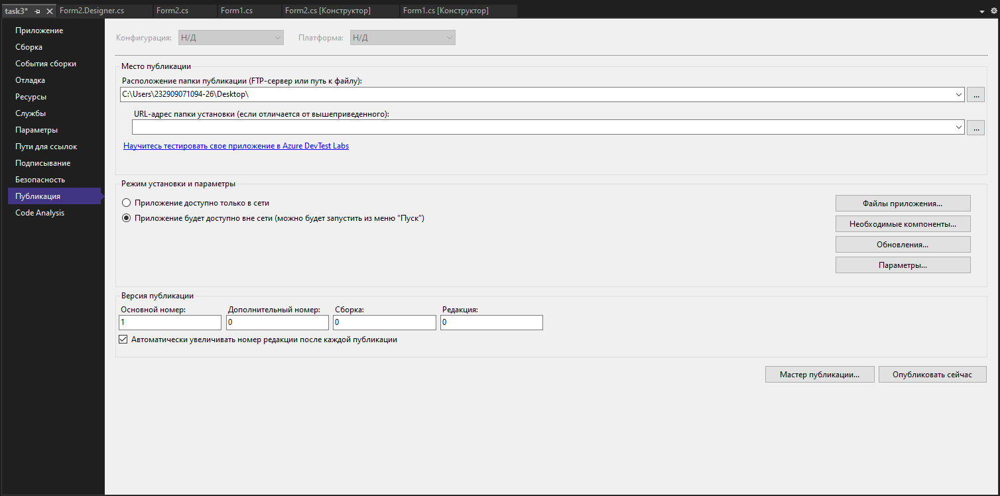 task3* Form2.Designer.cs Form2.cs Form1.cs Form2.cs [Конструктор] Form1.cs [Конструктор]
Приложение
Сборка
События сборки
Отладка
Ресурсы
Службы
Параметры
Пути для ссылок
Подписывание
Безопасность
Публикация
Code Analysis
Конфигурация: Н/Д Платформа: Н/Д
Место публикации
Расположение папки публикации (FTP-сервер или путь к файлу):
C:\Users\232909071094-26\Desktop\ ...
URL-адрес папки установки (если отличается от вышеприведенного):
...
Научитесь тестировать свое приложение в Azure DevTest Labs
Режим установки и параметры
Приложение доступно только в сети
Приложение будет доступно вне сети (можно будет запустить из меню "Пуск")
Файлы приложения...
Необходимые компоненты...
Обновления...
Параметры...
Версия публикации
Основной номер: Дополнительный номер: Сборка: Редакция:
1 0 0 0
Автоматически увеличивать номер редакции после каждой публикации
Мастер публикации... Опубликовать сейчас